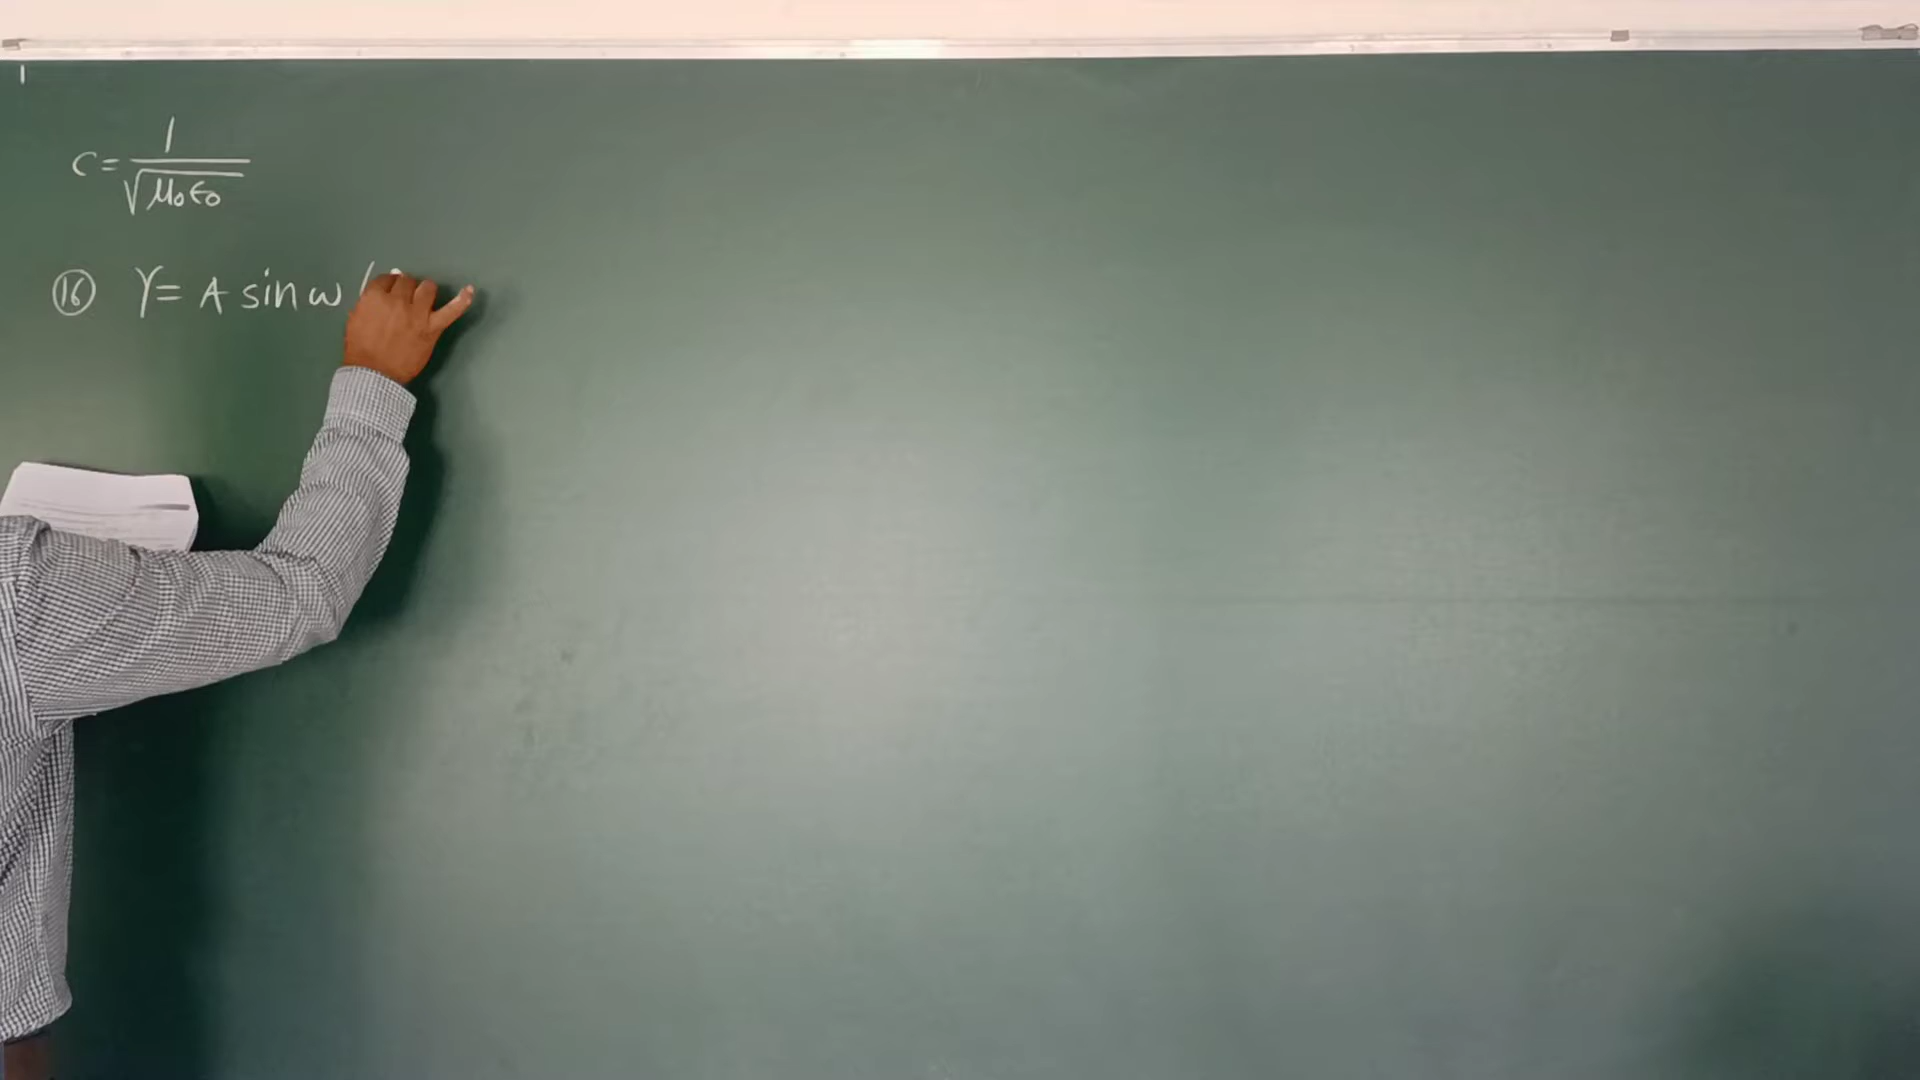 C = 1/√μ₀ε₀
⑯ Y = A sin ω (